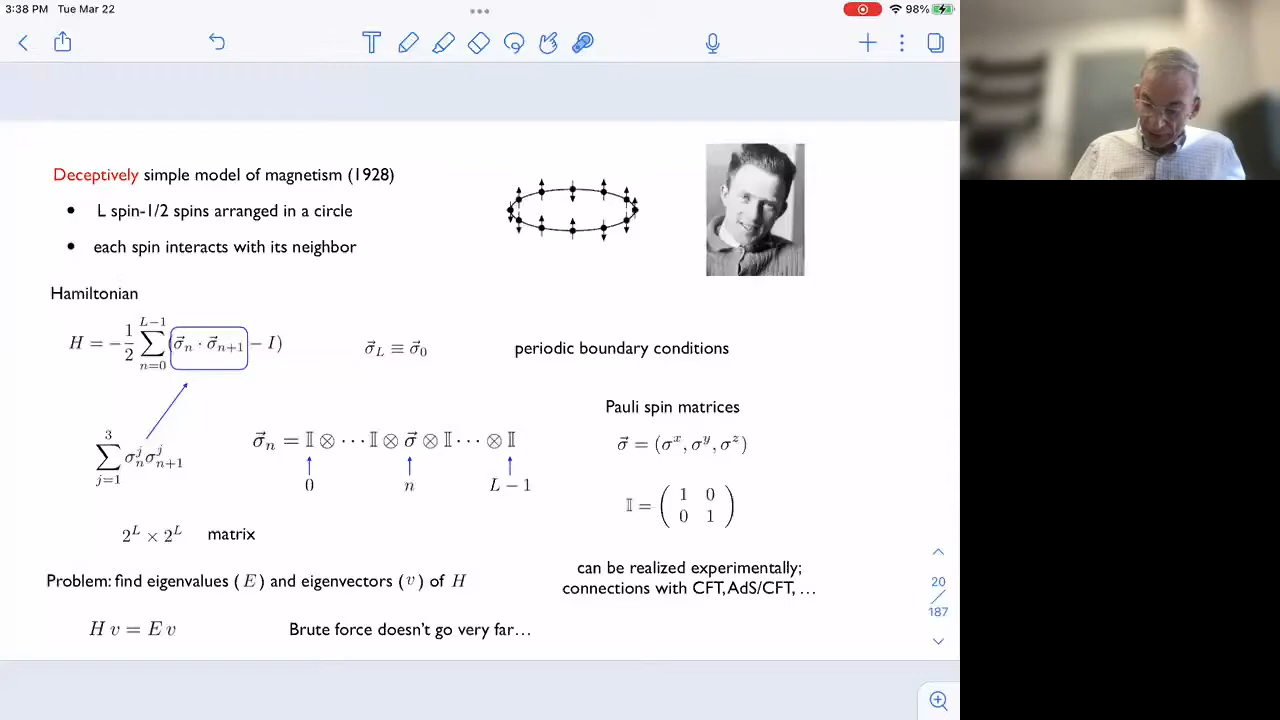 3:38 PM Tue Mar 22
98%
Deceptively simple model of magnetism (1928)
• L spin-1/2 spins arranged in a circle
• each spin interacts with its neighbor
Hamiltonian
H = −1/2 ∑_{n=0}^{L−1} (σ⃗_n · σ⃗_{n+1} − I)
σ⃗_L ≡ σ⃗_0
periodic boundary conditions
Pauli spin matrices
∑_{j=1}^{3} σ_n^j σ_{n+1}^j
σ⃗_n = 𝕀 ⊗ ··· 𝕀 ⊗ σ⃗ ⊗ 𝕀 ··· ⊗ 𝕀
σ⃗ = (σ^x, σ^y, σ^z)
0 n L − 1
𝕀 = ( 1 0
0 1 )
2^L × 2^L matrix
can be realized experimentally;
connections with CFT, AdS/CFT, …
Problem: find eigenvalues ( E ) and eigenvectors ( v ) of H
H v = E v
Brute force doesn't go very far…
20
/
187